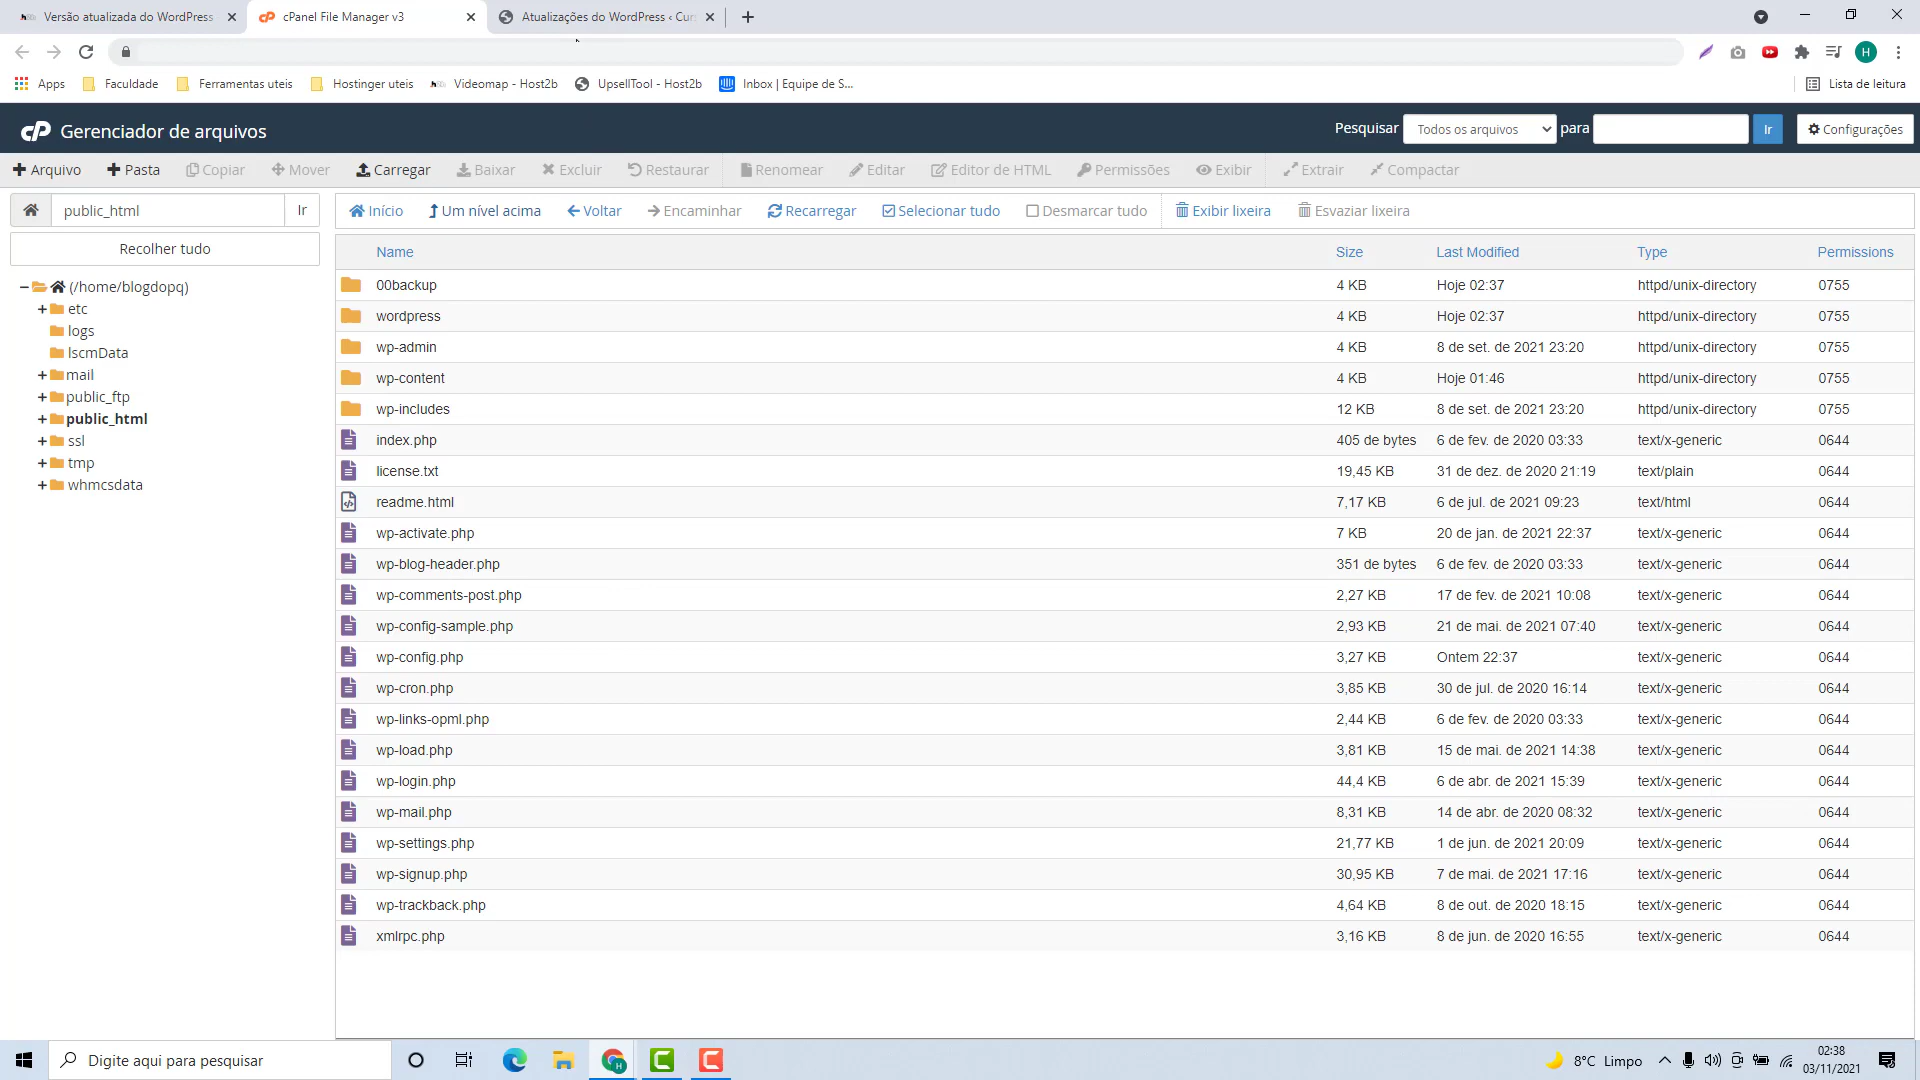 Versão atualizada do WordPress
cPanel File Manager v3
Atualizações do WordPress ‹ Cur
H
Apps
Faculdade
Ferramentas uteis
Hostinger uteis
Videomap - Host2b
UpsellTool - Host2b
Inbox | Equipe de S...
Lista de leitura
cP Gerenciador de arquivos
Pesquisar
Todos os arquivos
para
Ir
Configurações
Arquivo
Pasta
Copiar
Mover
Carregar
Baixar
Excluir
Restaurar
Renomear
Editar
Editor de HTML
Permissões
Exibir
Extrair
Compactar
public_html
Ir
Início
Um nível acima
Voltar
Encaminhar
Recarregar
Selecionar tudo
Desmarcar tudo
Exibir lixeira
Esvaziar lixeira
Recolher tudo
(/home/blogdopq)
etc
logs
lscmData
mail
public_ftp
public_html
ssl
tmp
whmcsdata
Name Size Last Modified Type Permissions
00backup 4 KB Hoje 02:37 httpd/unix-directory 0755
wordpress 4 KB Hoje 02:37 httpd/unix-directory 0755
wp-admin 4 KB 8 de set. de 2021 23:20 httpd/unix-directory 0755
wp-content 4 KB Hoje 01:46 httpd/unix-directory 0755
wp-includes 12 KB 8 de set. de 2021 23:20 httpd/unix-directory 0755
index.php 405 de bytes 6 de fev. de 2020 03:33 text/x-generic 0644
license.txt 19,45 KB 31 de dez. de 2020 21:19 text/plain 0644
readme.html 7,17 KB 6 de jul. de 2021 09:23 text/html 0644
wp-activate.php 7 KB 20 de jan. de 2021 22:37 text/x-generic 0644
wp-blog-header.php 351 de bytes 6 de fev. de 2020 03:33 text/x-generic 0644
wp-comments-post.php 2,27 KB 17 de fev. de 2021 10:08 text/x-generic 0644
wp-config-sample.php 2,93 KB 21 de mai. de 2021 07:40 text/x-generic 0644
wp-config.php 3,27 KB Ontem 22:37 text/x-generic 0644
wp-cron.php 3,85 KB 30 de jul. de 2020 16:14 text/x-generic 0644
wp-links-opml.php 2,44 KB 6 de fev. de 2020 03:33 text/x-generic 0644
wp-load.php 3,81 KB 15 de mai. de 2021 14:38 text/x-generic 0644
wp-login.php 44,4 KB 6 de abr. de 2021 15:39 text/x-generic 0644
wp-mail.php 8,31 KB 14 de abr. de 2020 08:32 text/x-generic 0644
wp-settings.php 21,77 KB 1 de jun. de 2021 20:09 text/x-generic 0644
wp-signup.php 30,95 KB 7 de mai. de 2021 17:16 text/x-generic 0644
wp-trackback.php 4,64 KB 8 de out. de 2020 18:15 text/x-generic 0644
xmlrpc.php 3,16 KB 8 de jun. de 2020 16:55 text/x-generic 0644
Digite aqui para pesquisar
8°C Limpo
02:38
03/11/2021